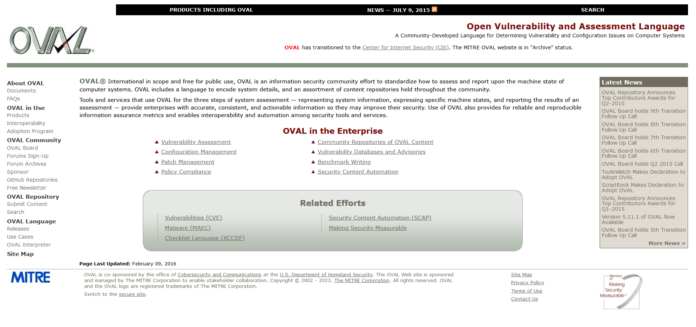 PRODUCTS INCLUDING OVAL
NEWS — JULY 9, 2015
SEARCH
OVAL
Open Vulnerability and Assessment Language
A Community-Developed Language for Determining Vulnerability and Configuration Issues on Computer Systems
OVAL has transitioned to the Center for Internet Security (CIS). The MITRE OVAL website is in "Archive" status.
About OVAL
Documents
FAQs
OVAL in Use
Products
Interoperability
Adoption Program
OVAL Community
OVAL Board
Forums Sign-Up
Forum Archives
Sponsor
GitHub Repositories
Free Newsletter
OVAL Repository
Submit Content
Search
OVAL Language
Releases
Use Cases
OVAL Interpreter
Site Map
OVAL® International in scope and free for public use, OVAL is an information security community effort to standardize how to assess and report upon the machine state of
computer systems. OVAL includes a language to encode system details, and an assortment of content repositories held throughout the community.
Tools and services that use OVAL for the three steps of system assessment — representing system information, expressing specific machine states, and reporting the results of an
assessment — provide enterprises with accurate, consistent, and actionable information so they may improve their security. Use of OVAL also provides for reliable and reproducible
information assurance metrics and enables interoperability and automation among security tools and services.
OVAL in the Enterprise
Vulnerability Assessment
Configuration Management
Patch Management
Policy Compliance
Community Repositories of OVAL Content
Vulnerability Databases and Advisories
Benchmark Writing
Security Content Automation
Related Efforts
Vulnerabilities (CVE)
Malware (MAEC)
Checklist Language (XCCDF)
Security Content Automation (SCAP)
Making Security Measurable
Page Last Updated: February 09, 2016
Latest News
OVAL Repository Announces
Top Contributors Awards for
Q2-2015
OVAL Board holds 8th Transition
Follow Up Call
OVAL Board holds 7th Transition
Follow Up Call
OVAL Board holds 6th Transition
Follow Up Call
OVAL Board holds Q2 2015 Call
ToolsWatch Makes Declaration to
Adopt OVAL
ScriptRock Makes Declaration to
Adopt OVAL
OVAL Repository Announces
Top Contributors Awards for
Q1-2015
Version 5.11.1 of OVAL Now
Available
OVAL Board holds 5th Transition
Follow Up Call
More News »
MITRE
OVAL is co-sponsored by the office of Cybersecurity and Communications at the U.S. Department of Homeland Security. The OVAL Web site is sponsored
and managed by The MITRE Corporation to enable stakeholder collaboration. Copyright © 2002 – 2023, The MITRE Corporation. All rights reserved. OVAL
and the OVAL logo are registered trademarks of The MITRE Corporation.
Switch to the secure site.
Site Map
Privacy Policy
Terms of Use
Contact Us
Making
Security
Measurable